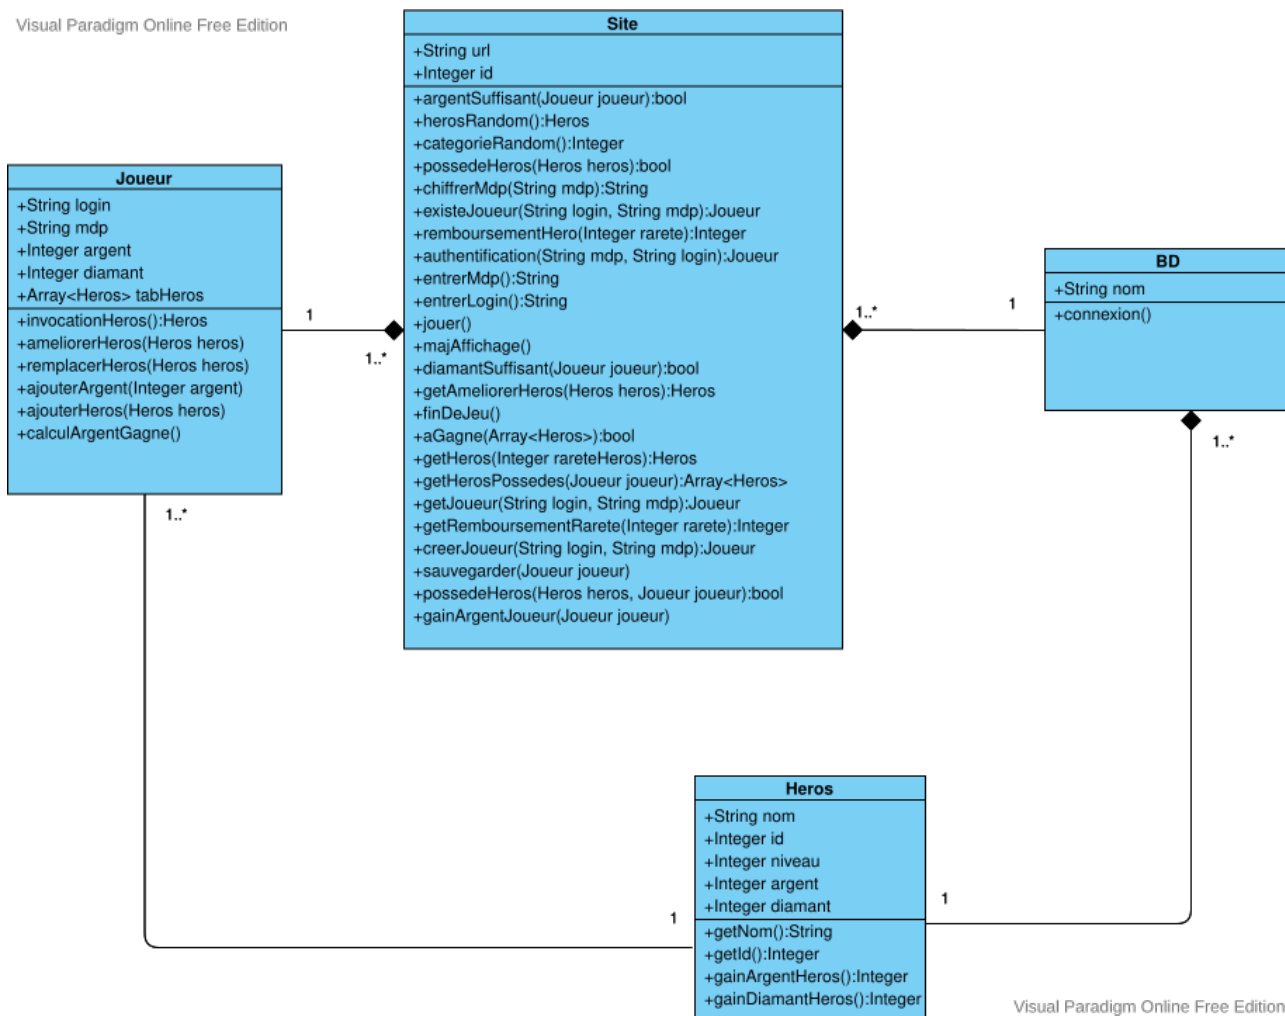 Visual Paradigm Online Free Edition
Site
+String url
+Integer id
+argentSuffisant(Joueur joueur):bool
+herosRandom():Heros
+categorieRandom():Integer
+possedeHeros(Heros heros):bool
+chiffrerMdp(String mdp):String
+existeJoueur(String login, String mdp):Joueur
+remboursementHero(Integer rarete):Integer
+authentification(String mdp, String login):Joueur
+entrerMdp():String
+entrerLogin():String
+jouer()
+majAffichage()
+diamantSuffisant(Joueur joueur):bool
+getAmeliorerHeros(Heros heros):Heros
+finDeJeu()
+aGagne(Array<Heros>):bool
+getHeros(Integer rareteHeros):Heros
+getHerosPossedes(Joueur joueur):Array<Heros>
+getJoueur(String login, String mdp):Joueur
+getRemboursementRarete(Integer rarete):Integer
+creerJoueur(String login, String mdp):Joueur
+sauvegarder(Joueur joueur)
+possedeHeros(Heros heros, Joueur joueur):bool
+gainArgentJoueur(Joueur joueur)
Joueur
+String login
+String mdp
+Integer argent
+Integer diamant
+Array<Heros> tabHeros
+invocationHeros():Heros
+ameliorerHeros(Heros heros)
+remplacerHeros(Heros heros)
+ajouterArgent(Integer argent)
+ajouterHeros(Heros heros)
+calculArgentGagne()
1
1..*
1..*
1
BD
+String nom
+connexion()
1..*
1..*
Heros
+String nom
+Integer id
+Integer niveau
+Integer argent
+Integer diamant
+getNom():String
+getId():Integer
+gainArgentHeros():Integer
+gainDiamantHeros():Integer
1
1
Visual Paradigm Online Free Edition